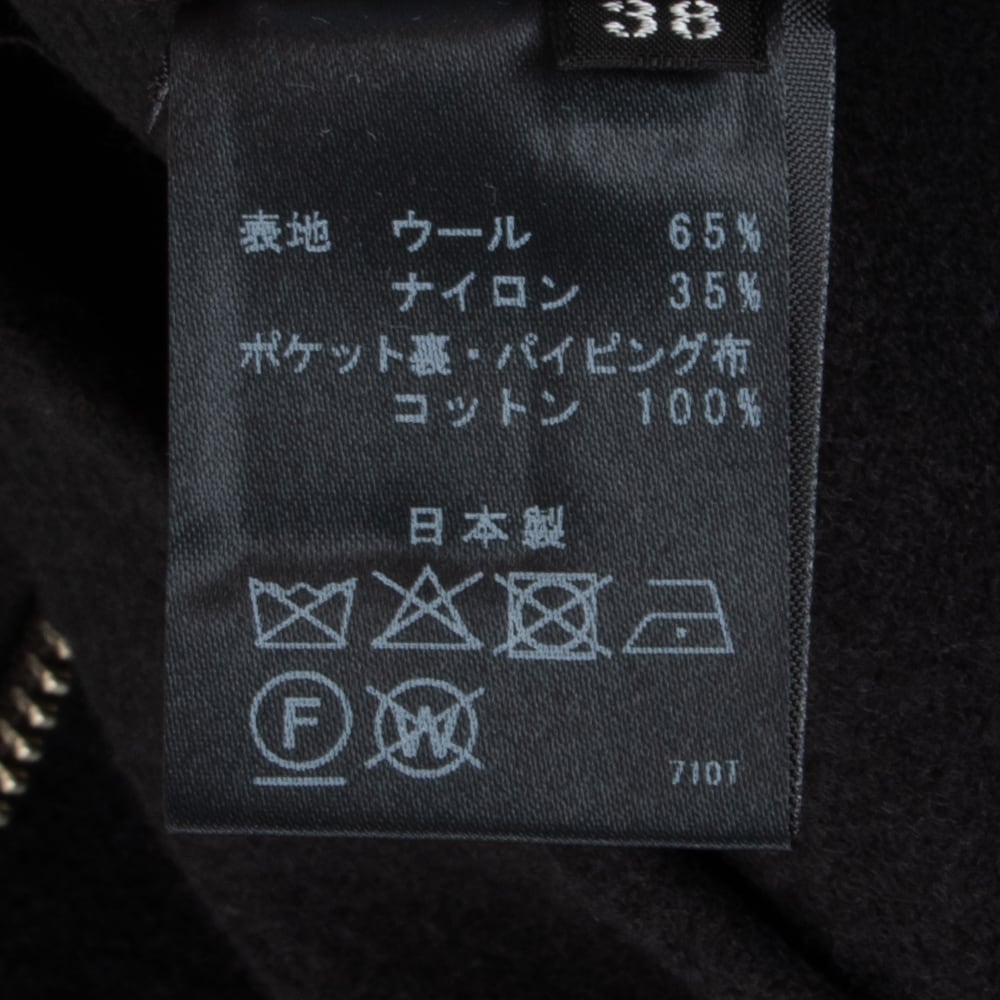 38
表地 ウール 65%
ナイロン 35%
ポケット裏・パイピング布
コットン 100%
日本製
F W
710T